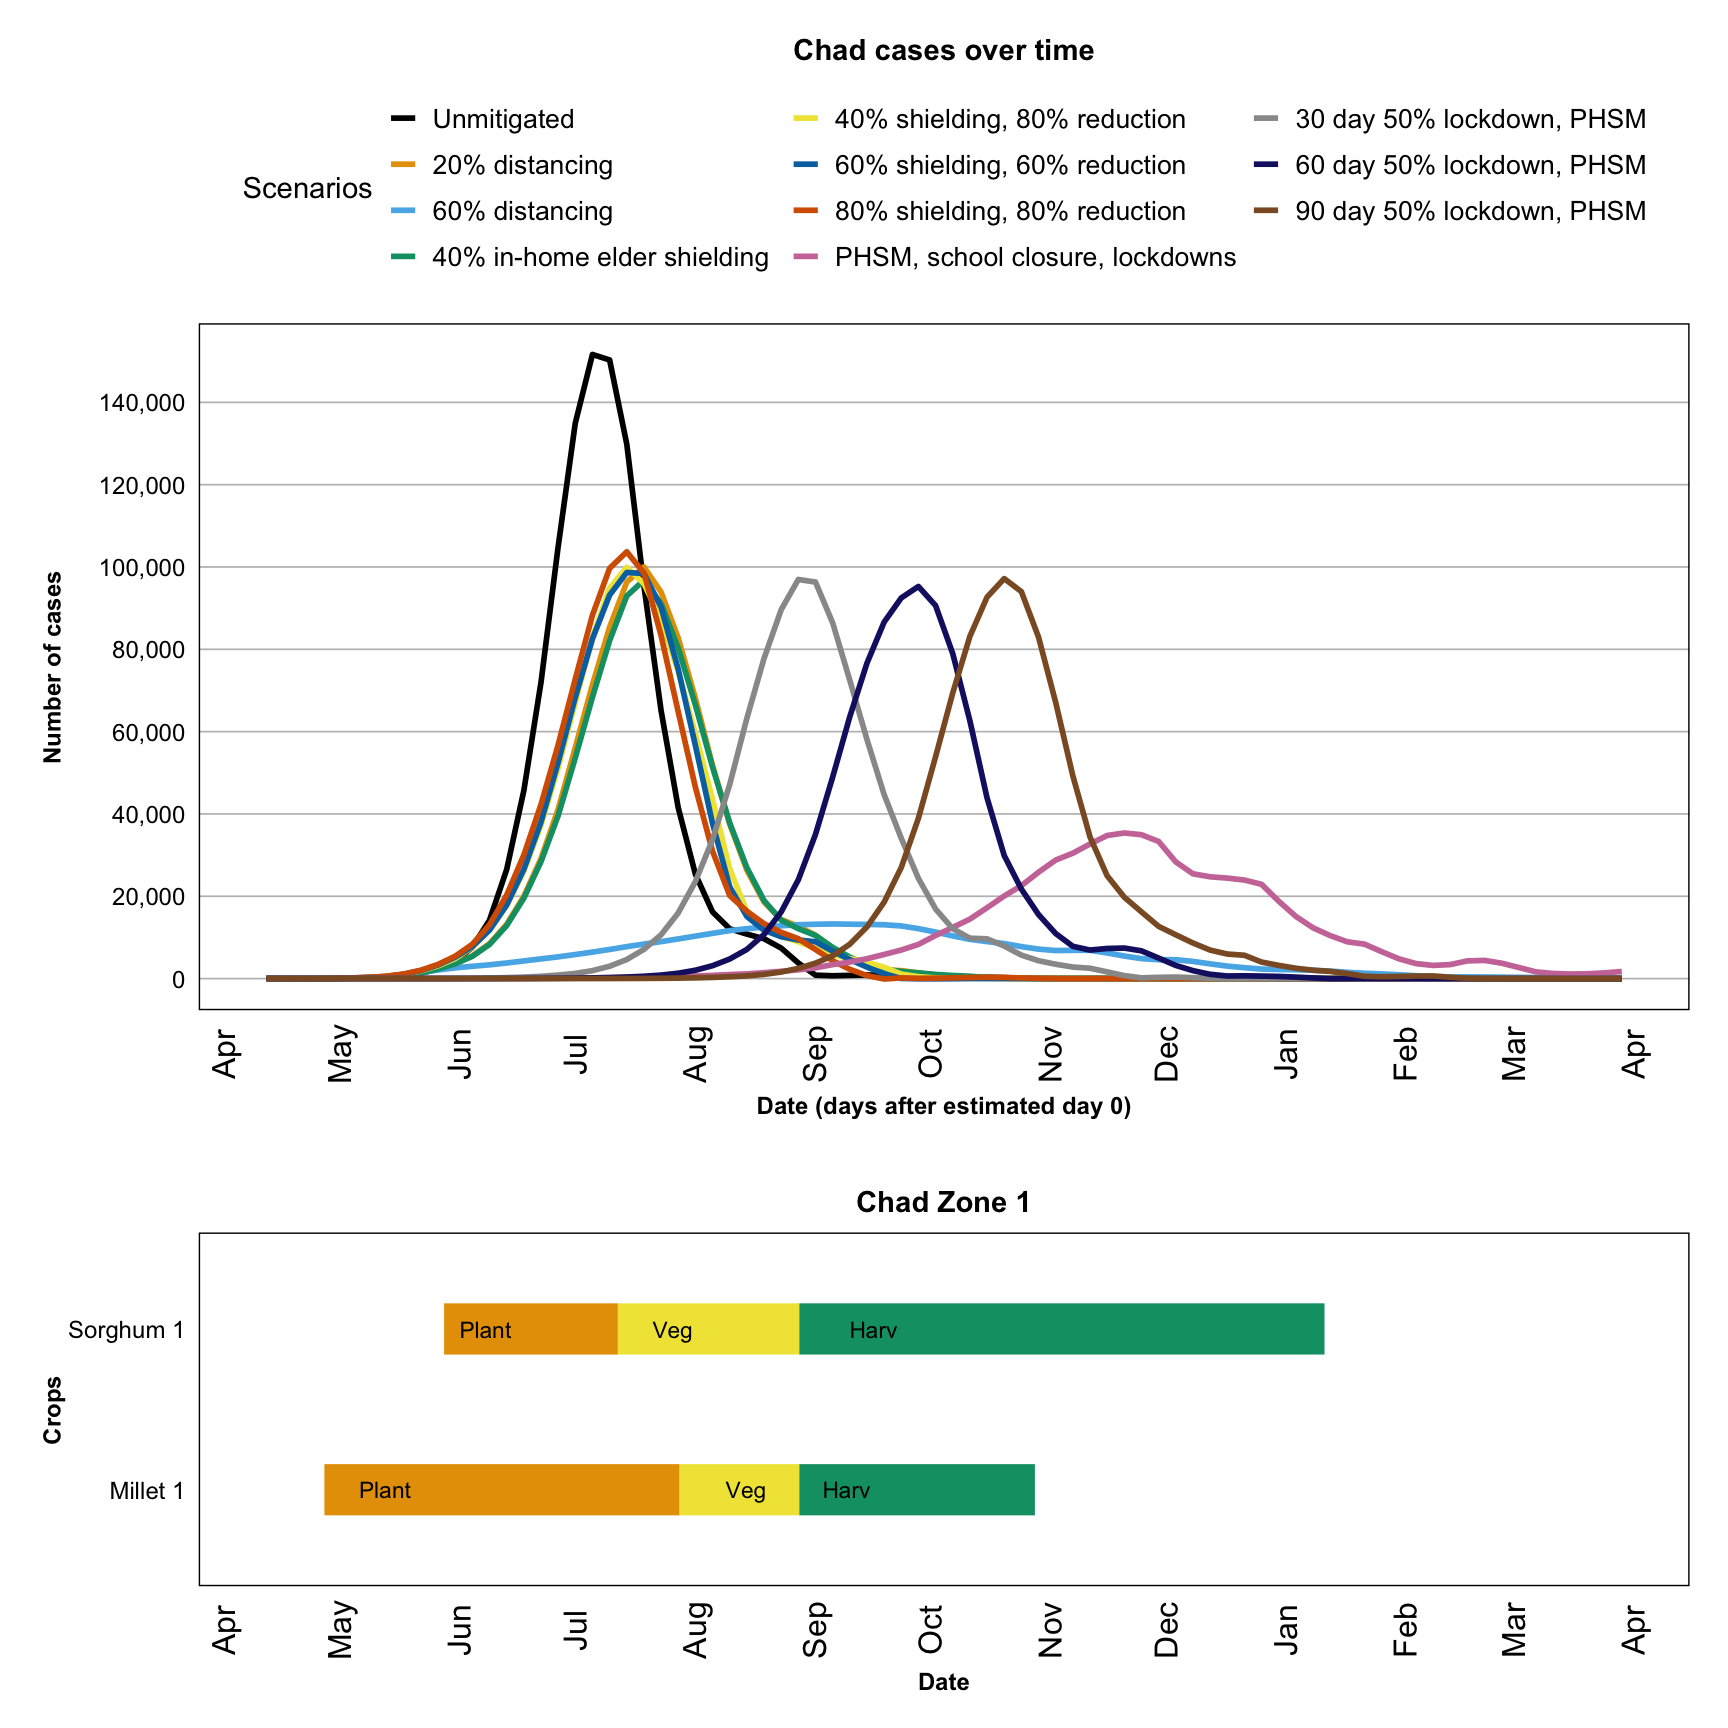 Chad cases over time
Scenarios
Unmitigated
20% distancing
60% distancing
40% in-home elder shielding
40% shielding, 80% reduction
60% shielding, 60% reduction
80% shielding, 80% reduction
PHSM, school closure, lockdowns
30 day 50% lockdown, PHSM
60 day 50% lockdown, PHSM
90 day 50% lockdown, PHSM
Number of cases
140,000
120,000
100,000
80,000
60,000
40,000
20,000
0
Apr May Jun Jul Aug Sep Oct Nov Dec Jan Feb Mar Apr
Date (days after estimated day 0)
Chad Zone 1
Crops
Sorghum 1
Plant Veg Harv
Millet 1
Plant Veg Harv
Apr May Jun Jul Aug Sep Oct Nov Dec Jan Feb Mar Apr
Date